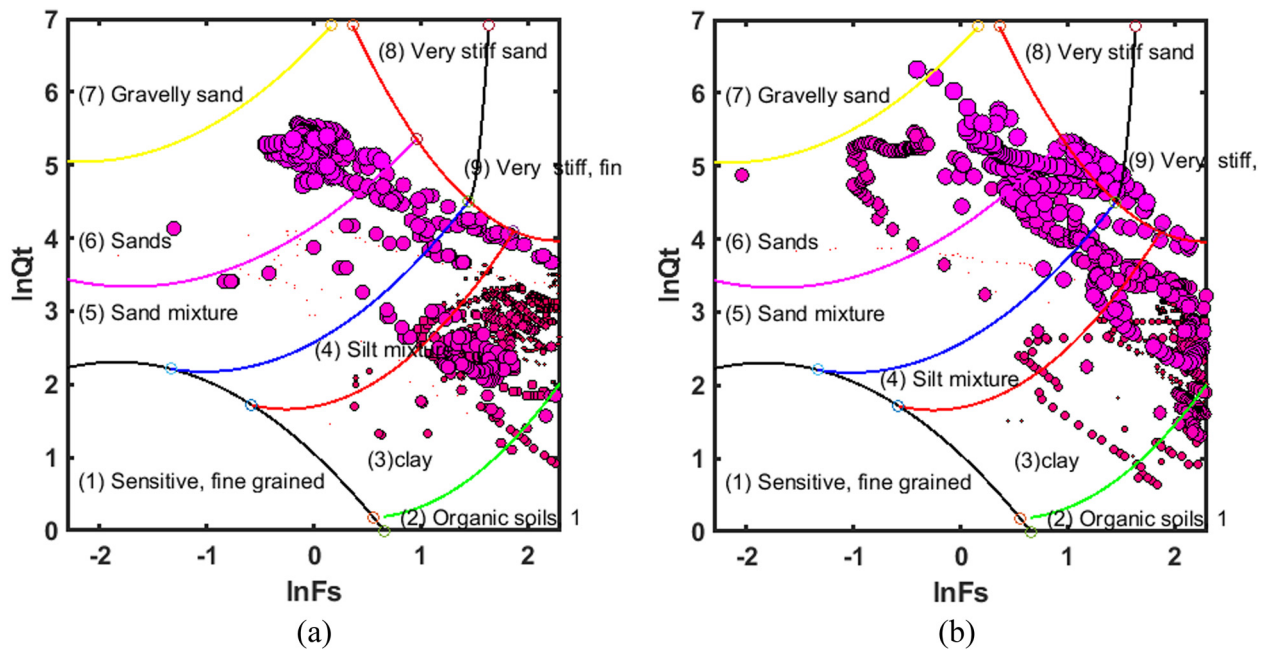 7
(8) Very stiff sand
6
(7) Gravelly sand
5
(9) Very stiff, fin
lnQt
4
(6) Sands
3
(5) Sand mixture
(4) Silt mixture
2
1
(3)clay
(1) Sensitive, fine grained
(2) Organic soils 1
0
-2 -1 0 1 2
lnFs
(a)
7
(8) Very stiff sand
6
(7) Gravelly sand
5
(9) Very stiff,
lnQt
4
(6) Sands
3
(5) Sand mixture
(4) Silt mixture
2
1
(3)clay
(1) Sensitive, fine grained
(2) Organic soils 1
0
-2 -1 0 1 2
lnFs
(b)